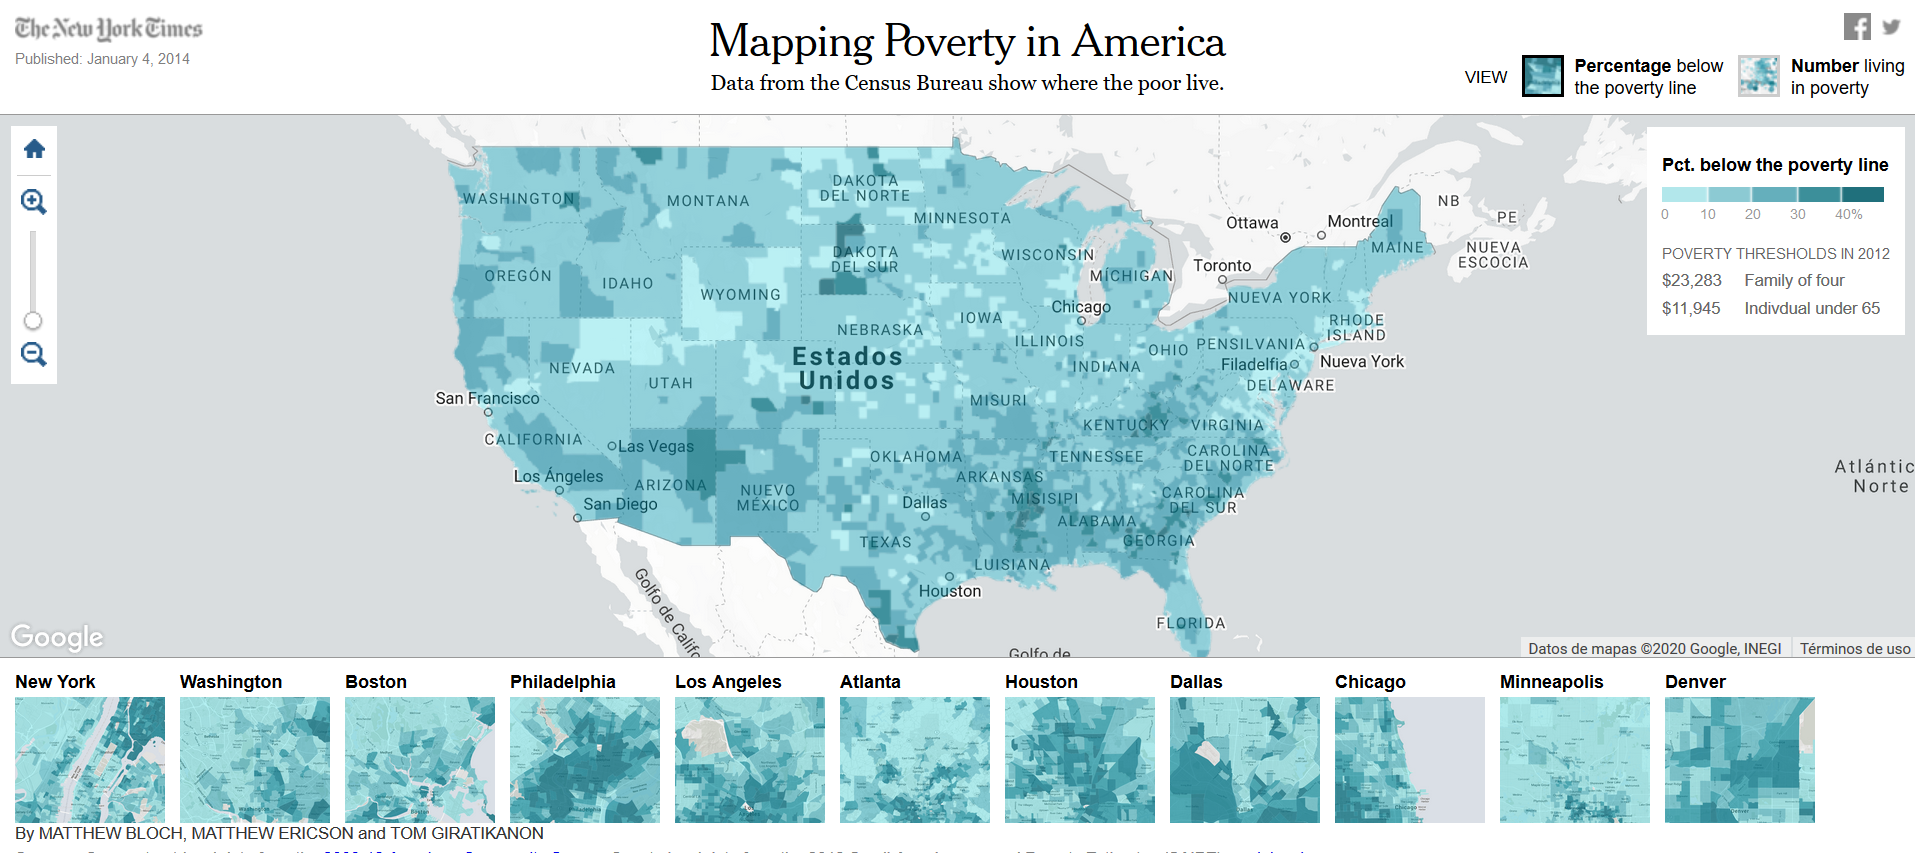 The New York Times
Published: January 4, 2014
Mapping Poverty in America
Data from the Census Bureau show where the poor live.
VIEW
Percentage below
the poverty line
Number living
in poverty
Pct. below the poverty line
0 10 20 30 40%
POVERTY THRESHOLDS IN 2012
$23,283 Family of four
$11,945 Indivdual under 65
WASHINGTON
MONTANA
DAKOTA
DEL NORTE
MINNESOTA
Ottawa
Montreal
NB
PE
NUEVA
ESCOCIA
MAINE
OREGÓN
IDAHO
WYOMING
DAKOTA
DEL SUR
WISCONSIN
MÍCHIGAN
Toronto
NUEVA YORK
Chicago
NEBRASKA
IOWA
ILLINOIS
INDIANA
OHIO
PENSILVANIA
RHODE
ISLAND
Nueva York
Filadelfia
DELAWARE
Estados
Unidos
NEVADA
UTAH
San Francisco
CALIFORNIA
Las Vegas
MISURI
KENTUCKY
VIRGINIA
Los Ángeles
ARIZONA
NUEVO
MÉXICO
OKLAHOMA
ARKANSAS
TENNESSEE
CAROLINA
DEL NORTE
San Diego
Dallas
MISISIPI
CAROLINA
DEL SUR
ALABAMA
GEORGIA
TEXAS
LUISIANA
Houston
FLORIDA
Golfo de Califo
Golfo de
Atlántic
Norte
Google
Datos de mapas ©2020 Google, INEGI
Términos de uso
New York
Washington
Boston
Philadelphia
Los Angeles
Atlanta
Houston
Dallas
Chicago
Minneapolis
Denver
By MATTHEW BLOCH, MATTHEW ERICSON and TOM GIRATIKANON